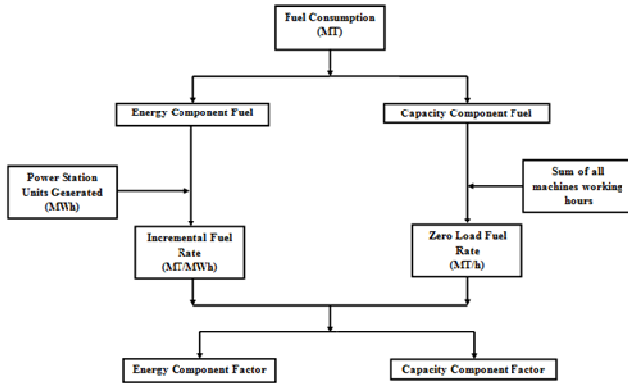 Fuel Consumption
(MT)
Energy Component Fuel
Capacity Component Fuel
Power Station
Units Generated
(MWh)
Sum of all
machines working
hours
Incremental Fuel
Rate
(MT/MWh)
Zero Load Fuel
Rate
(MT/h)
Energy Component Factor
Capacity Component Factor